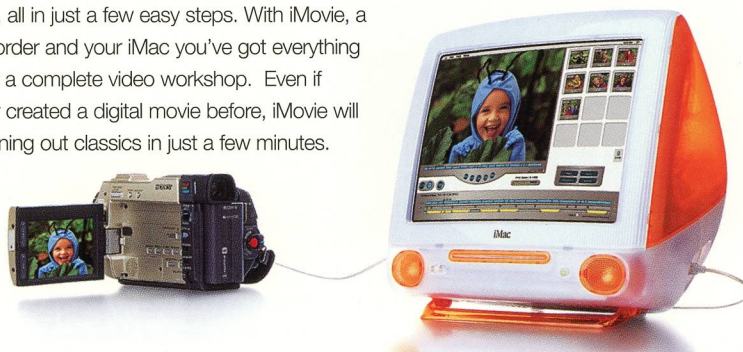 all in just a few easy steps. With iMovie, a
order and your iMac you've got everything
a complete video workshop. Even if
created a digital movie before, iMovie will
ning out classics in just a few minutes.
iMac